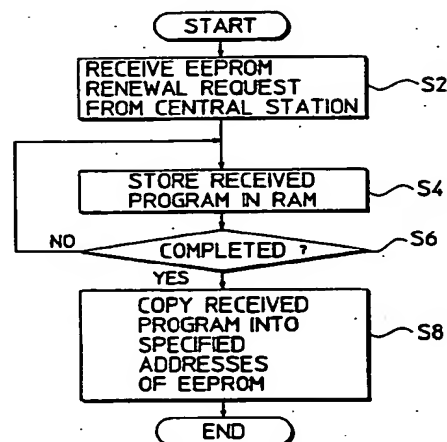 START
RECEIVE EEPROM
RENEWAL REQUEST
FROM CENTRAL STATION
S2
STORE RECEIVED
PROGRAM IN RAM
S4
COMPLETED ?
S6
NO
YES
COPY RECEIVED
PROGRAM INTO
SPECIFIED
ADDRESSES
OF EEPROM
S8
END